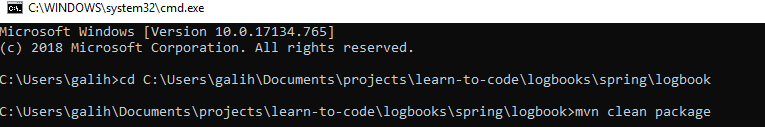 C:\WINDOWS\system32\cmd.exe
Microsoft Windows [Version 10.0.17134.765]
(c) 2018 Microsoft Corporation. All rights reserved.
C:\Users\galih>cd C:\Users\galih\Documents\projects\learn-to-code\logbooks\spring\logbook
C:\Users\galih\Documents\projects\learn-to-code\logbooks\spring\logbook>mvn clean package